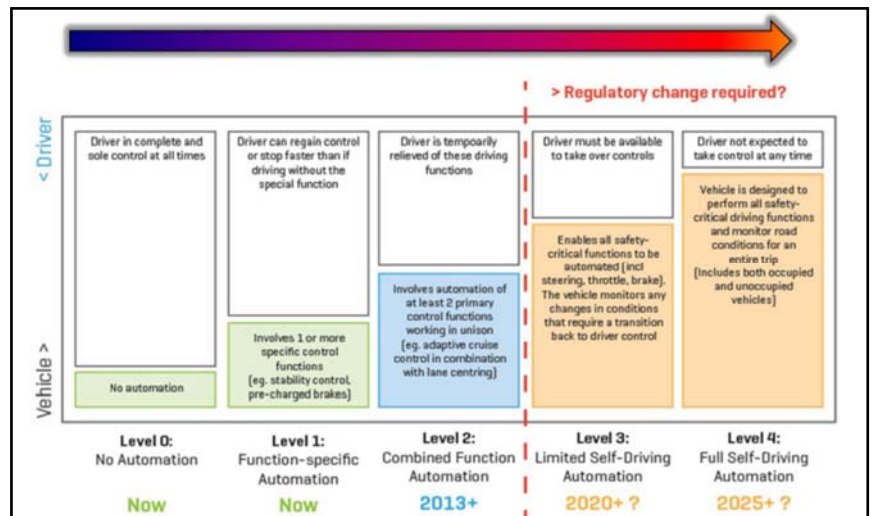 > Regulatory change required?
< Driver
Vehicle >
Driver in complete and
sole control at all times
No automation
Level 0:
No Automation
Now
Driver can regain control
or stop faster than if
driving without the
special function
Involves 1 or more
specific control
functions
(eg. stability control,
pre-charged brakes)
Level 1:
Function-specific
Automation
Now
Driver is tempoarily
relieved of these driving
functions
Involves automation of
at least 2 primary
control functions
working in unison
(eg. adaptive cruise
control in combination
with lane centring)
Level 2:
Combined Function
Automation
2013+
Driver must be available
to take over controls
Enables all safety-
critical functions to be
automated (incl
steering, throttle, brake).
The vehicle monitors any
changes in conditions
that require a transition
back to driver control
Level 3:
Limited Self-Driving
Automation
2020+ ?
Driver not expected to
take control at any time
Vehicle is designed to
perform all safety-
critical driving functions
and monitor road
conditions for an
entire trip
(Includes both occupied
and unoccupied
vehicles)
Level 4:
Full Self-Driving
Automation
2025+ ?